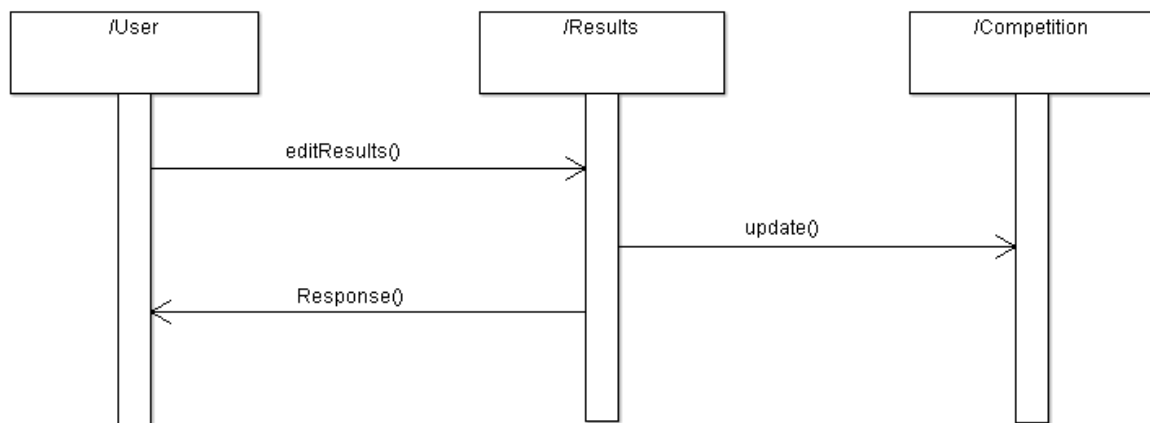 /User
/Results
/Competition
editResults()
update()
Response()